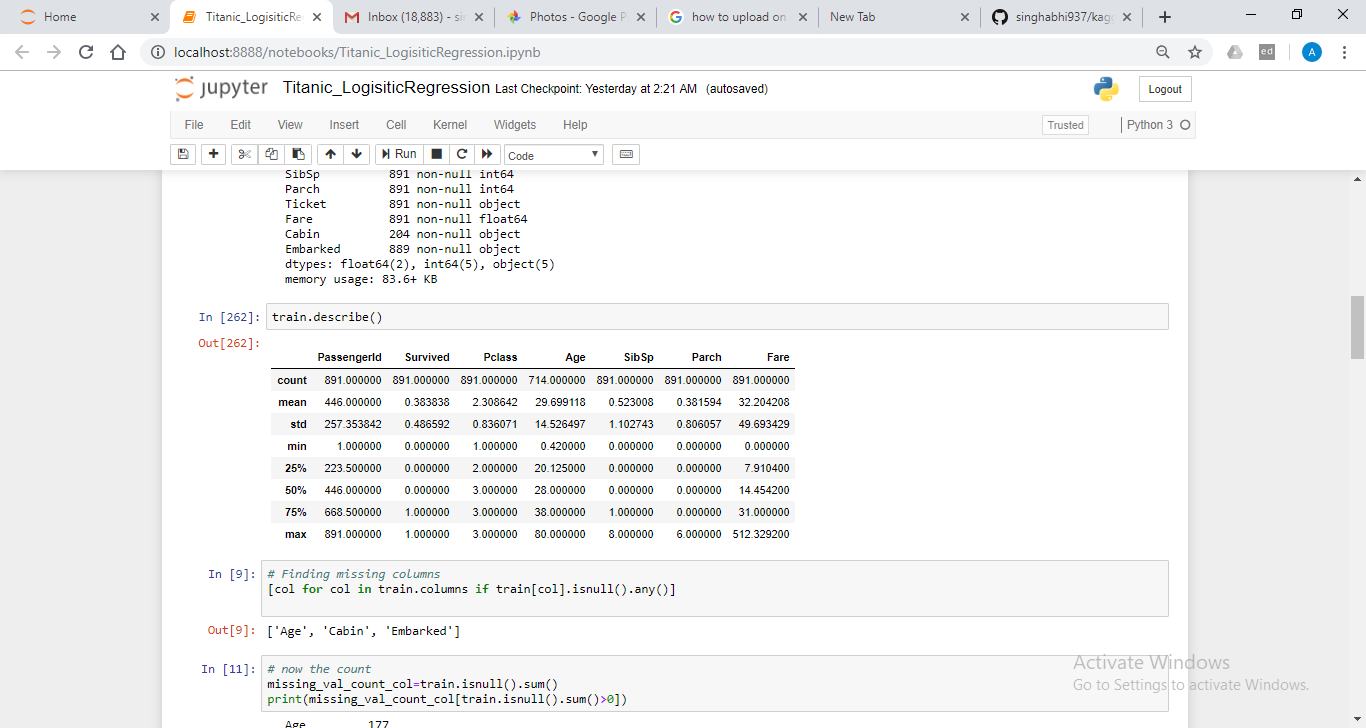 Home
Titanic_LogisiticRe
Inbox (18,883) - sin
Photos - Google P
how to upload on
New Tab
singhabhi937/kag
localhost:8888/notebooks/Titanic_LogisiticRegression.ipynb
ed
A
jupyter Titanic_LogisiticRegression Last Checkpoint: Yesterday at 2:21 AM (autosaved)
Logout
File Edit View Insert Cell Kernel Widgets Help
Trusted
Python 3
Run
Code
SibSp 891 non-null int64
Parch 891 non-null int64
Ticket 891 non-null object
Fare 891 non-null float64
Cabin 204 non-null object
Embarked 889 non-null object
dtypes: float64(2), int64(5), object(5)
memory usage: 83.6+ KB
In [262]: train.describe()
Out[262]:
PassengerId Survived Pclass Age SibSp Parch Fare
count 891.000000 891.000000 891.000000 714.000000 891.000000 891.000000 891.000000
mean 446.000000 0.383838 2.308642 29.699118 0.523008 0.381594 32.204208
std 257.353842 0.486592 0.836071 14.526497 1.102743 0.806057 49.693429
min 1.000000 0.000000 1.000000 0.420000 0.000000 0.000000 0.000000
25% 223.500000 0.000000 2.000000 20.125000 0.000000 0.000000 7.910400
50% 446.000000 0.000000 3.000000 28.000000 0.000000 0.000000 14.454200
75% 668.500000 1.000000 3.000000 38.000000 1.000000 0.000000 31.000000
max 891.000000 1.000000 3.000000 80.000000 8.000000 6.000000 512.329200
In [9]: # Finding missing columns
[col for col in train.columns if train[col].isnull().any()]
Out[9]: ['Age', 'Cabin', 'Embarked']
In [11]: # now the count
missing_val_count_col=train.isnull().sum()
print(missing_val_count_col[train.isnull().sum()>0])
Age 177
Activate Windows
Go to Settings to activate Windows.